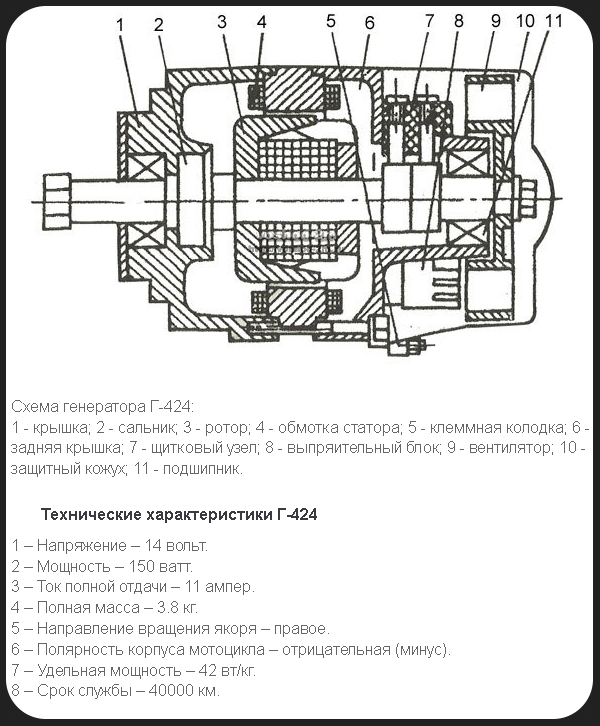 1 2 3 4 5 6 7 8 9 10 11
Схема генератора Г-424:
1 - крышка; 2 - сальник; 3 - ротор; 4 - обмотка статора; 5 - клеммная колодка; 6 -
задняя крышка; 7 - щитковый узел; 8 - выпряительный блок; 9 - вентилятор; 10 -
защитный кожух; 11 - подшипник.
Технические характеристики Г-424
1 – Напряжение – 14 вольт.
2 – Мощность – 150 ватт.
3 – Ток полной отдачи – 11 ампер.
4 – Полная масса – 3.8 кг.
5 – Направление вращения якоря – правое.
6 – Полярность корпуса мотоцикла – отрицательная (минус).
7 – Удельная мощность – 42 вт/кг.
8 – Срок службы – 40000 км.